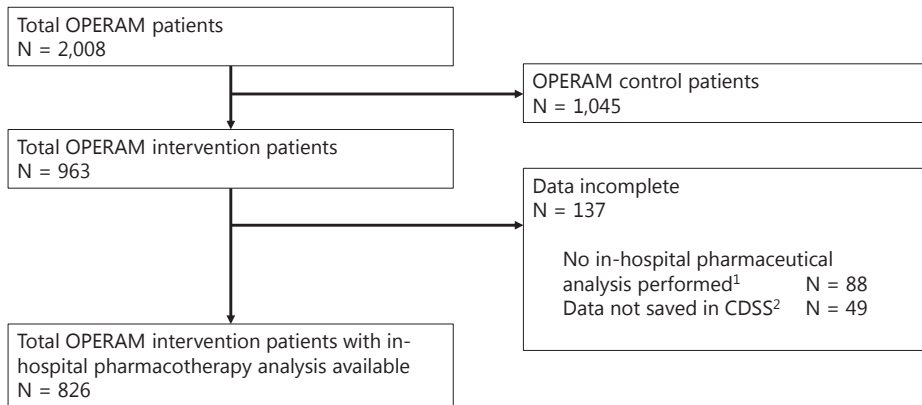 Total OPERAM patients
N = 2,008
OPERAM control patients
N = 1,045
Total OPERAM intervention patients
N = 963
Data incomplete
N = 137
No in-hospital pharmaceutical
analysis performed¹ N = 88
Data not saved in CDSS² N = 49
Total OPERAM intervention patients with in-
hospital pharmacotherapy analysis available
N = 826